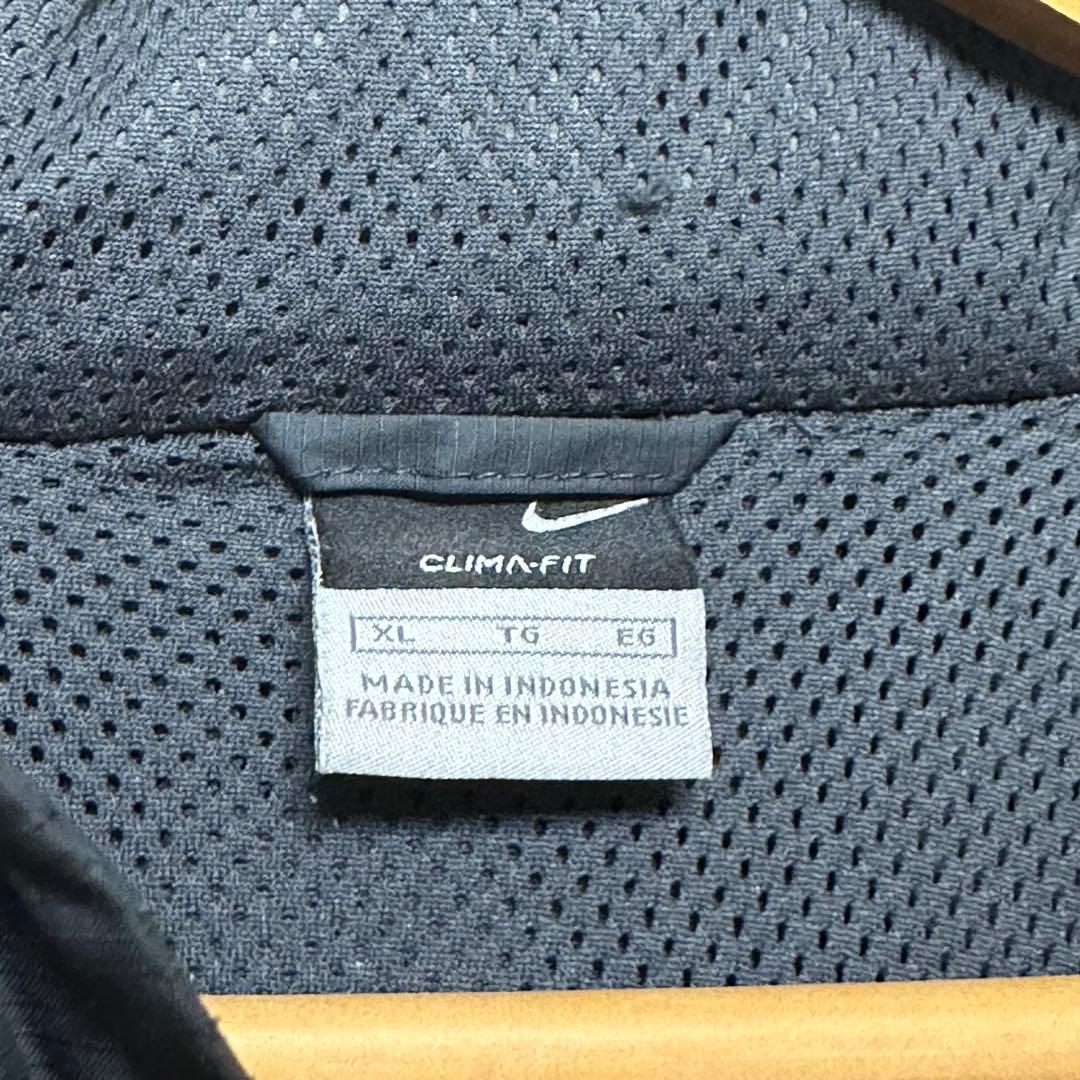 CLIMA-FIT
XL TG EG
MADE IN INDONESIA
FABRIQUE EN INDONESIE